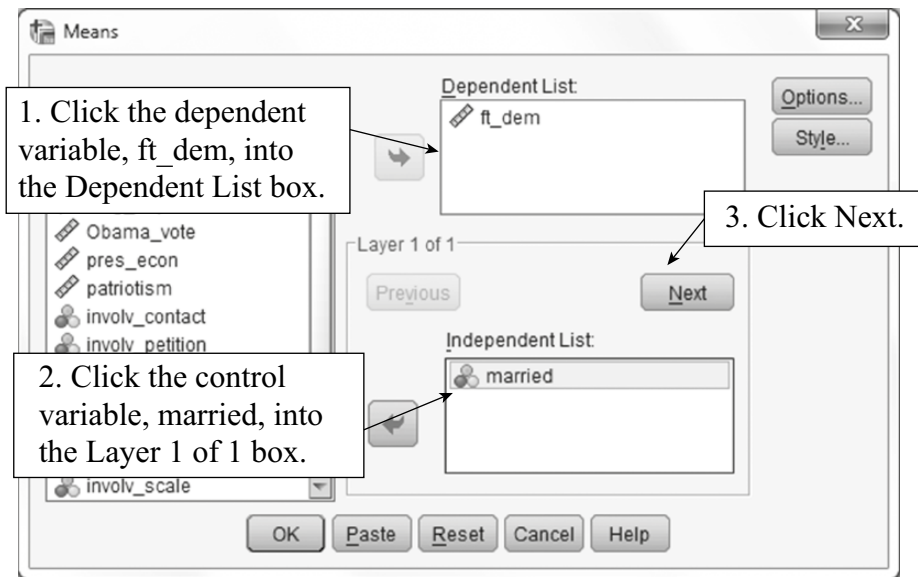 Means
Dependent List:
ft_dem
Options...
Style...
1. Click the dependent
variable, ft_dem, into
the Dependent List box.
3. Click Next.
Obama_vote
pres_econ
patriotism
involv_contact
involv_petition
involv_scale
Layer 1 of 1
Previous
Next
Independent List:
married
2. Click the control
variable, married, into
the Layer 1 of 1 box.
OK
Paste
Reset
Cancel
Help